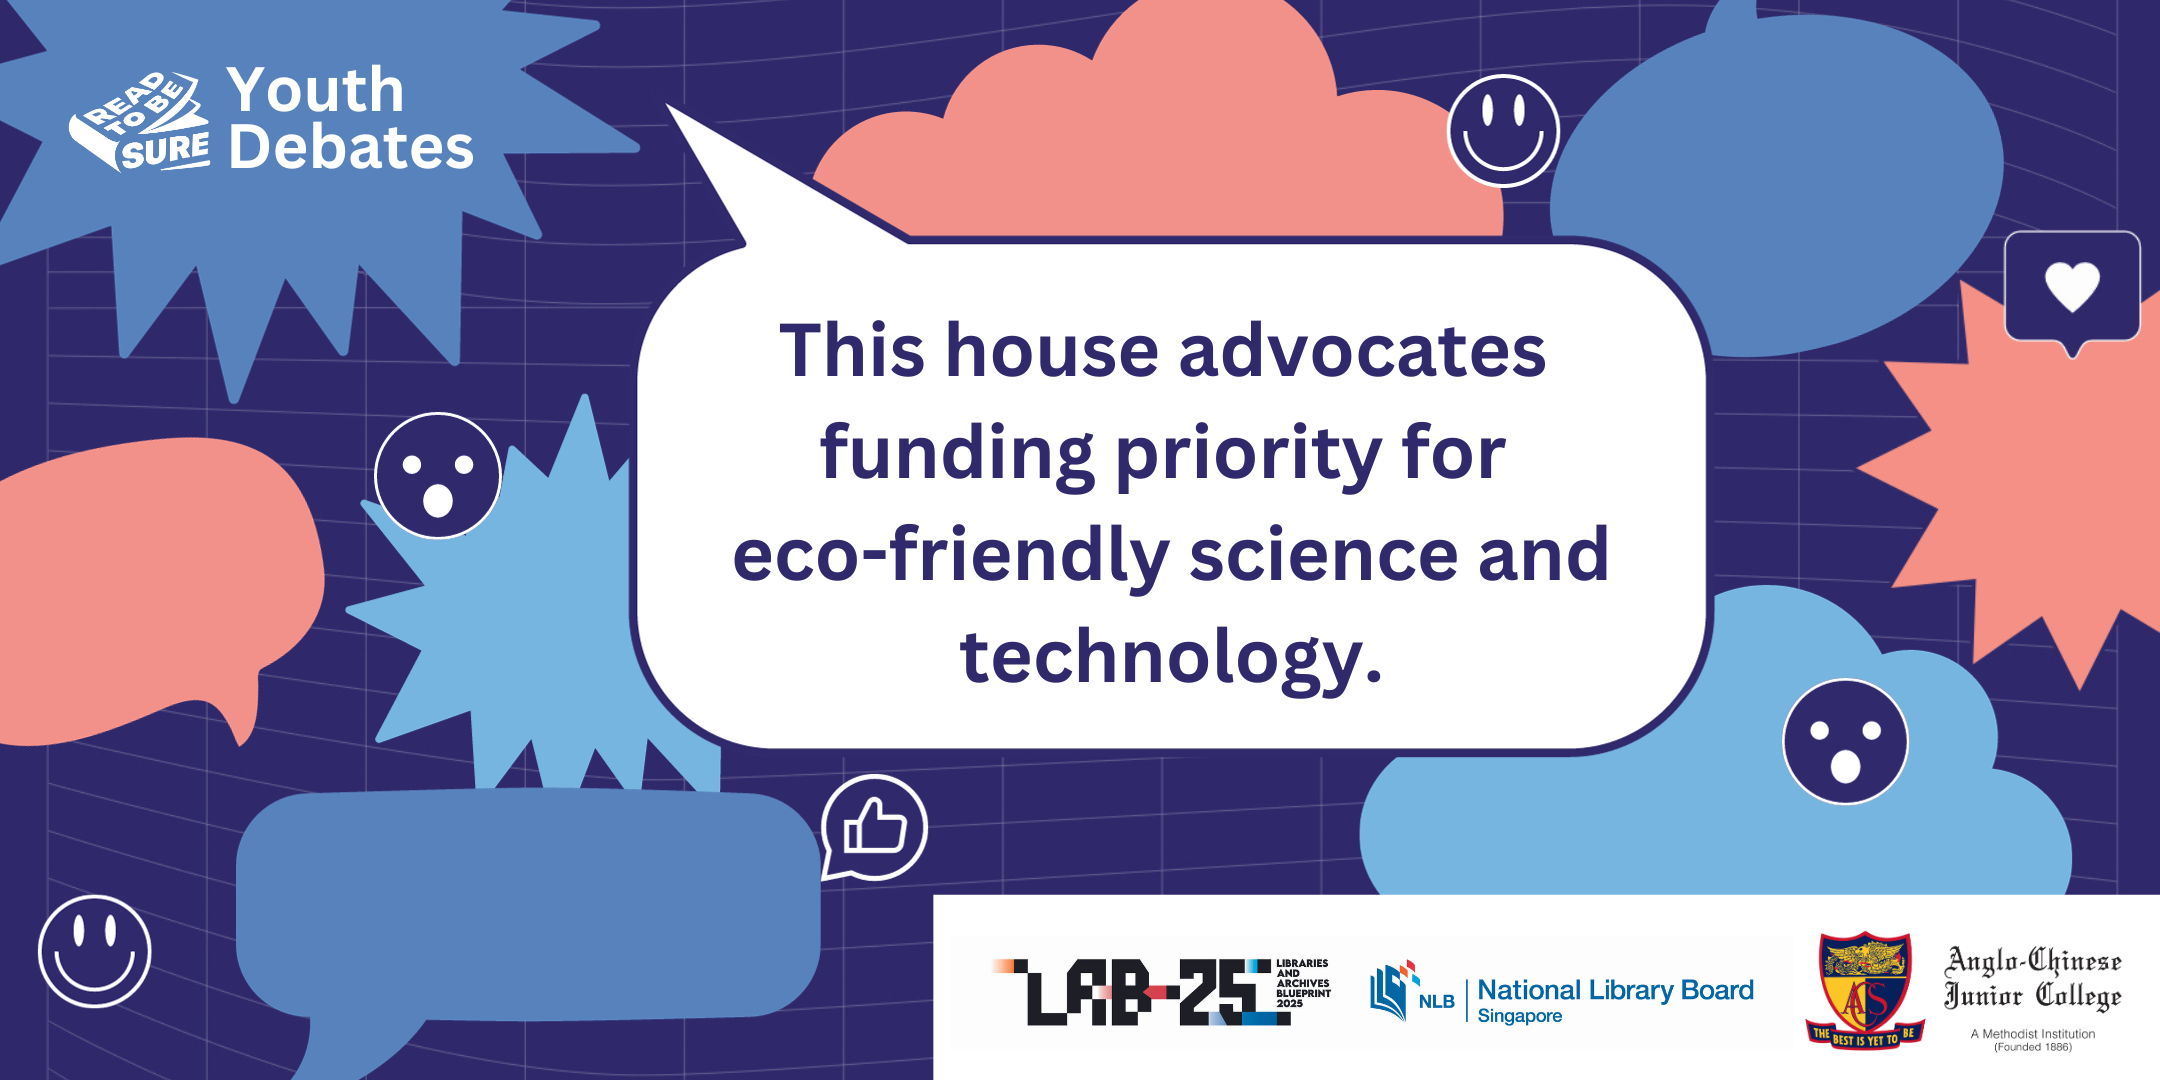 READ
TO BE
SURE
Youth
Debates
This house advocates
funding priority for
eco-friendly science and
technology.
LAB-25
LIBRARIES
AND
ARCHIVES
BLUEPRINT
2025
NLB
National Library Board
Singapore
ACS
THE BEST IS YET TO BE
Anglo-Chinese
Junior College
A Methodist Institution
(Founded 1886)